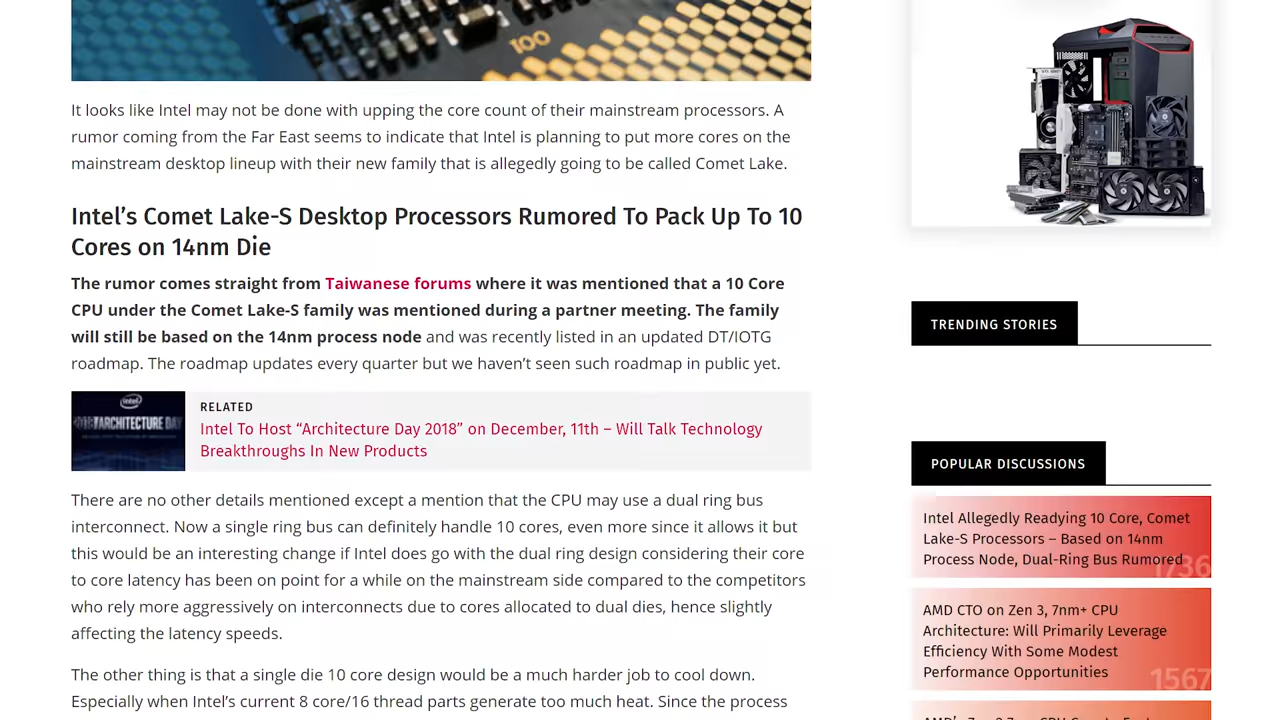 100
It looks like Intel may not be done with upping the core count of their mainstream processors. A
rumor coming from the Far East seems to indicate that Intel is planning to put more cores on the
mainstream desktop lineup with their new family that is allegedly going to be called Comet Lake.
Intel’s Comet Lake-S Desktop Processors Rumored To Pack Up To 10
Cores on 14nm Die
The rumor comes straight from Taiwanese forums where it was mentioned that a 10 Core
CPU under the Comet Lake-S family was mentioned during a partner meeting. The family
will still be based on the 14nm process node and was recently listed in an updated DT/IOTG
roadmap. The roadmap updates every quarter but we haven’t seen such roadmap in public yet.
intel
ARCHITECTURE DAY
RELATED
Intel To Host “Architecture Day 2018” on December, 11th – Will Talk Technology
Breakthroughs In New Products
There are no other details mentioned except a mention that the CPU may use a dual ring bus
interconnect. Now a single ring bus can definitely handle 10 cores, even more since it allows it but
this would be an interesting change if Intel does go with the dual ring design considering their core
to core latency has been on point for a while on the mainstream side compared to the competitors
who rely more aggressively on interconnects due to cores allocated to dual dies, hence slightly
affecting the latency speeds.
The other thing is that a single die 10 core design would be a much harder job to cool down.
Especially when Intel’s current 8 core/16 thread parts generate too much heat. Since the process
TRENDING STORIES
POPULAR DISCUSSIONS
Intel Allegedly Readying 10 Core, Comet
Lake-S Processors – Based on 14nm
Process Node, Dual-Ring Bus Rumored
1736
AMD CTO on Zen 3, 7nm+ CPU
Architecture: Will Primarily Leverage
Efficiency With Some Modest
Performance Opportunities
1567